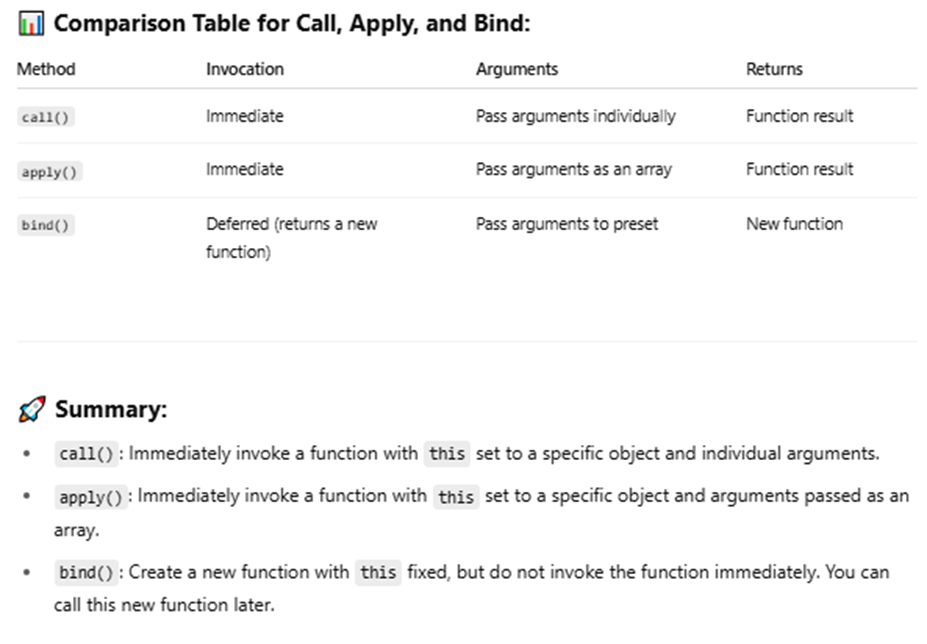 📊 Comparison Table for Call, Apply, and Bind:
Method Invocation Arguments Returns
call() Immediate Pass arguments individually Function result
apply() Immediate Pass arguments as an array Function result
bind() Deferred (returns a new Pass arguments to preset New function
function)
🚀 Summary:
• call(): Immediately invoke a function with this set to a specific object and individual arguments.
• apply(): Immediately invoke a function with this set to a specific object and arguments passed as an
array.
• bind(): Create a new function with this fixed, but do not invoke the function immediately. You can
call this new function later.